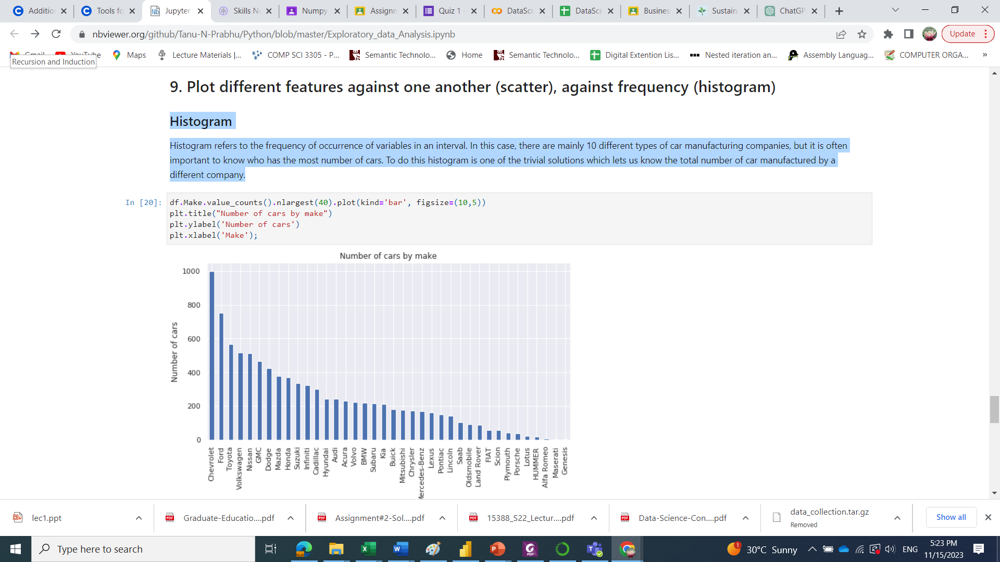 Additio
Tools fo
Jupyter
Skills N
Numpy
Assignm
Quiz 1 -
DataSci
DataSci
Busines
Sustain
ChatGP
nbviewer.org/github/Tanu-N-Prabhu/Python/blob/master/Exploratory_data_Analysis.ipynb
Update
Gmail
YouTube
Maps
Lecture Materials |...
COMP SCI 3305 - P...
Semantic Technolo...
Home
Semantic Technolo...
Digital Extention Lis...
Nested iteration an...
Assembly Languag...
COMPUTER ORGA...
»
Recursion and Induction
9. Plot different features against one another (scatter), against frequency (histogram)
Histogram
Histogram refers to the frequency of occurrence of variables in an interval. In this case, there are mainly 10 different types of car manufacturing companies, but it is often
important to know who has the most number of cars. To do this histogram is one of the trivial solutions which lets us know the total number of car manufactured by a
different company.
In [20]:
df.Make.value_counts().nlargest(40).plot(kind='bar', figsize=(10,5))
plt.title("Number of cars by make")
plt.ylabel('Number of cars')
plt.xlabel('Make');
Number of cars by make
1000
800
600
400
200
0
Number of cars
Chevrolet
Ford
Toyota
Volkswagen
Nissan
GMC
Dodge
Mazda
Honda
Suzuki
Infiniti
Cadillac
Hyundai
Audi
Acura
Volvo
BMW
Subaru
Kia
Buick
Mitsubishi
Chrysler
Mercedes-Benz
Lexus
Pontiac
Lincoln
Saab
Oldsmobile
Land Rover
FIAT
Scion
Plymouth
Porsche
Lotus
HUMMER
Alfa Romeo
Maserati
Genesis
lec1.ppt
Graduate-Educatio....pdf
Assignment#2-Sol....pdf
15388_S22_Lectur....pdf
Data-Science-Con....pdf
data_collection.tar.gz
Removed
Show all
Type here to search
1
30°C Sunny
ENG
5:23 PM
11/15/2023